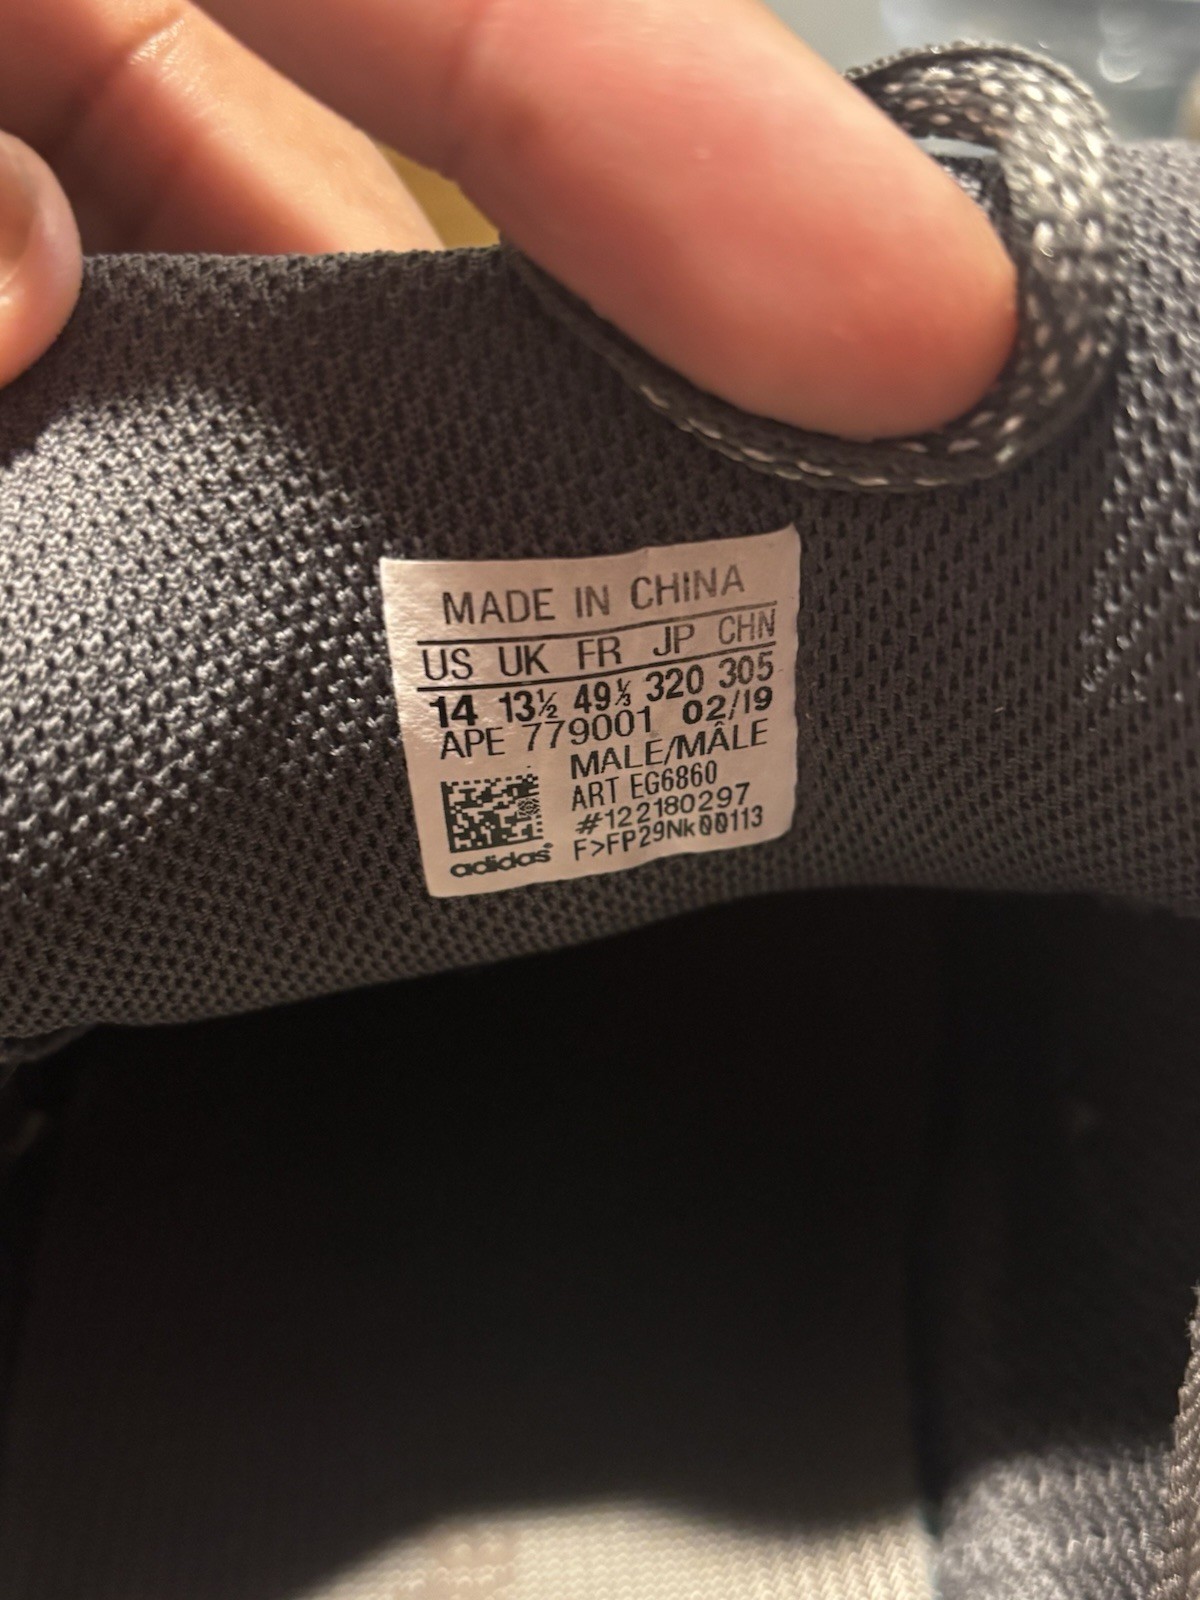 MADE IN CHINA
US UK FR JP CHN
14 13½ 49⅓ 320 305
APE 779001 02/19
MALE/MÂLE
ART EG6860
#122180297
F>FP29Nk00113
adidas